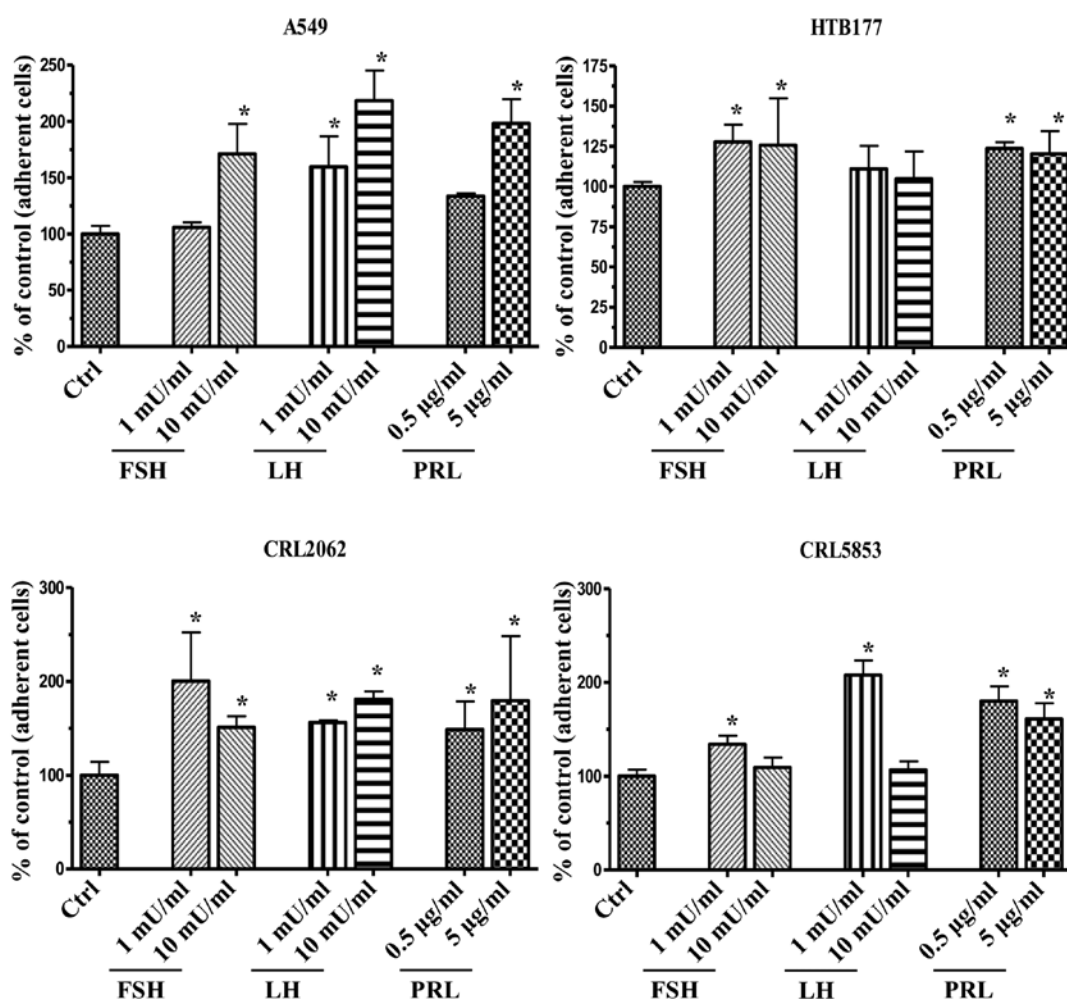 A549
% of control (adherent cells)
250
200
150
100
50
0
*
*
*
*
Ctrl
1 mU/ml
10 mU/ml
1 mU/ml
10 mU/ml
0.5 µg/ml
5 µg/ml
FSH
LH
PRL
HTB177
% of control (adherent cells)
175
150
125
100
75
50
25
0
*
*
*
*
Ctrl
1 mU/ml
10 mU/ml
1 mU/ml
10 mU/ml
0.5 µg/ml
5 µg/ml
FSH
LH
PRL
CRL2062
% of control (adherent cells)
300
200
100
0
*
*
*
*
*
*
Ctrl
1 mU/ml
10 mU/ml
1 mU/ml
10 mU/ml
0.5 µg/ml
5 µg/ml
FSH
LH
PRL
CRL5853
% of control (adherent cells)
300
200
100
0
*
*
*
*
Ctrl
1 mU/ml
10 mU/ml
1 mU/ml
10 mU/ml
0.5 µg/ml
5 µg/ml
FSH
LH
PRL